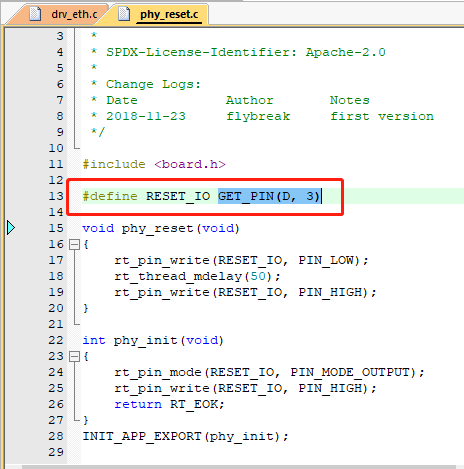 drv_eth.c phy_reset.c
3 *
4 * SPDX-License-Identifier: Apache-2.0
5 *
6 * Change Logs:
7 * Date Author Notes
8 * 2018-11-23 flybreak first version
9 */
10
11 #include <board.h>
12
13 #define RESET_IO GET_PIN(D, 3)
14
15 void phy_reset(void)
16 {
17 rt_pin_write(RESET_IO, PIN_LOW);
18 rt_thread_mdelay(50);
19 rt_pin_write(RESET_IO, PIN_HIGH);
20 }
21
22 int phy_init(void)
23 {
24 rt_pin_mode(RESET_IO, PIN_MODE_OUTPUT);
25 rt_pin_write(RESET_IO, PIN_HIGH);
26 return RT_EOK;
27 }
28 INIT_APP_EXPORT(phy_init);
29